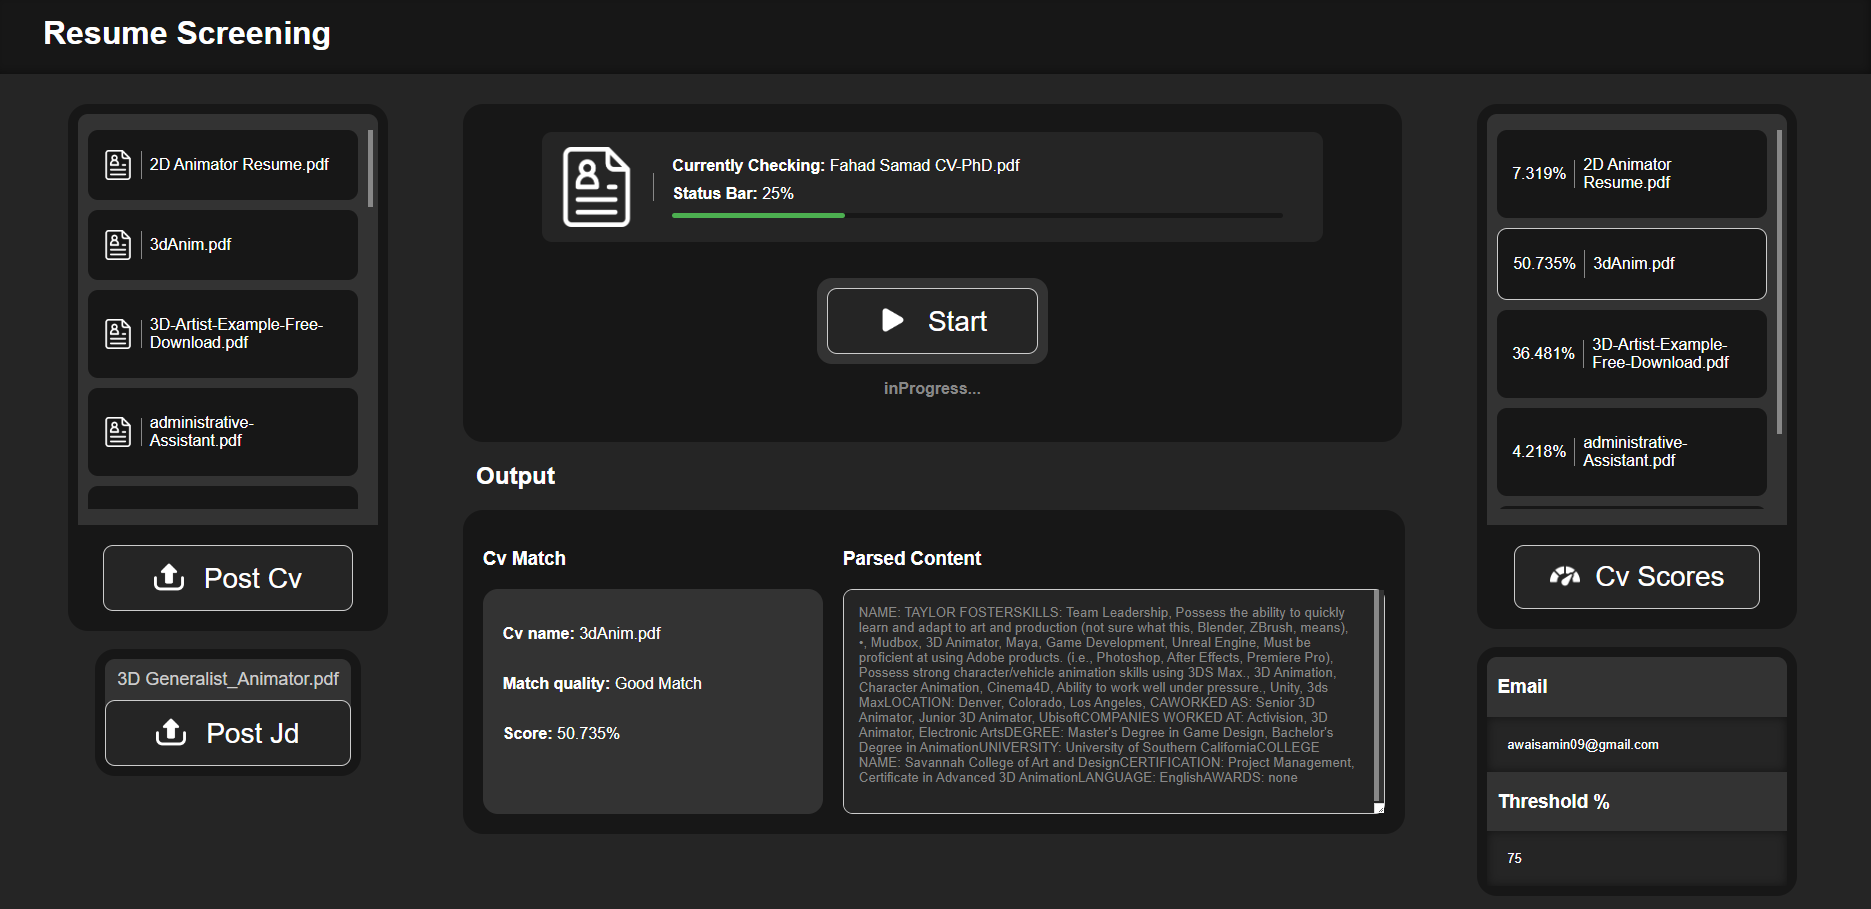 Resume Screening
2D Animator Resume.pdf
3dAnim.pdf
3D-Artist-Example-Free-
Download.pdf
administrative-
Assistant.pdf
Post Cv
3D Generalist_Animator.pdf
Post Jd
Currently Checking: Fahad Samad CV-PhD.pdf
Status Bar: 25%
Start
inProgress...
Output
Cv Match
Cv name: 3dAnim.pdf
Match quality: Good Match
Score: 50.735%
Parsed Content
NAME: TAYLOR FOSTERSKILLS: Team Leadership, Possess the ability to quickly
learn and adapt to art and production (not sure what this, Blender, ZBrush, means),
•, Mudbox, 3D Animator, Maya, Game Development, Unreal Engine, Must be
proficient at using Adobe products. (i.e., Photoshop, After Effects, Premiere Pro),
Possess strong character/vehicle animation skills using 3DS Max., 3D Animation,
Character Animation, Cinema4D, Ability to work well under pressure., Unity, 3ds
MaxLOCATION: Denver, Colorado, Los Angeles, CAWORKED AS: Senior 3D
Animator, Junior 3D Animator, UbisoftCOMPANIES WORKED AT: Activision, 3D
Animator, Electronic ArtsDEGREE: Master's Degree in Game Design, Bachelor's
Degree in AnimationUNIVERSITY: University of Southern CaliforniaCOLLEGE
NAME: Savannah College of Art and DesignCERTIFICATION: Project Management,
Certificate in Advanced 3D AnimationLANGUAGE: EnglishAWARDS: none
7.319%
2D Animator
Resume.pdf
50.735%
3dAnim.pdf
36.481%
3D-Artist-Example-
Free-Download.pdf
4.218%
administrative-
Assistant.pdf
Cv Scores
Email
awaisamin09@gmail.com
Threshold %
75